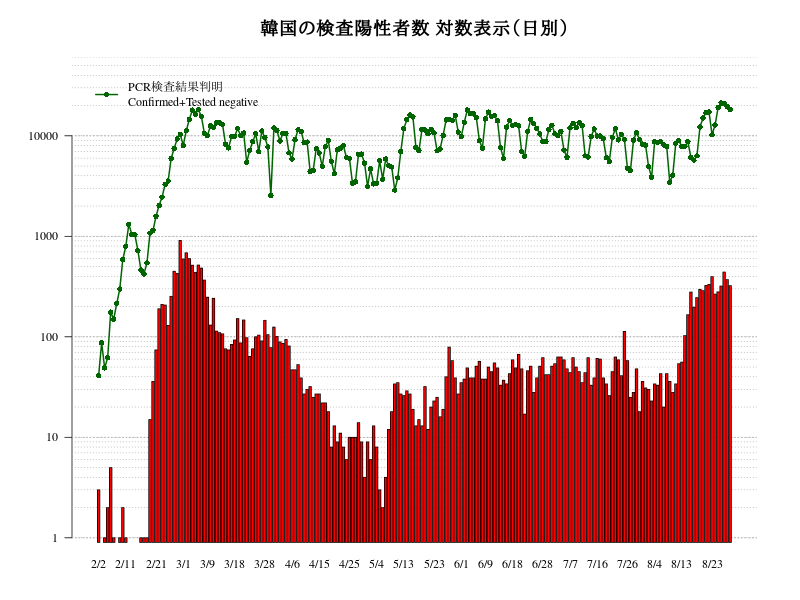 韓国の検査陽性者数 対数表示（日別）
PCR検査結果判明
Confirmed+Tested negative
10000
1000
100
10
1
2/2 2/11 2/21 3/1 3/9 3/18 3/28 4/6 4/15 4/25 5/4 5/13 5/23 6/1 6/9 6/18 6/28 7/7 7/16 7/26 8/4 8/13 8/23